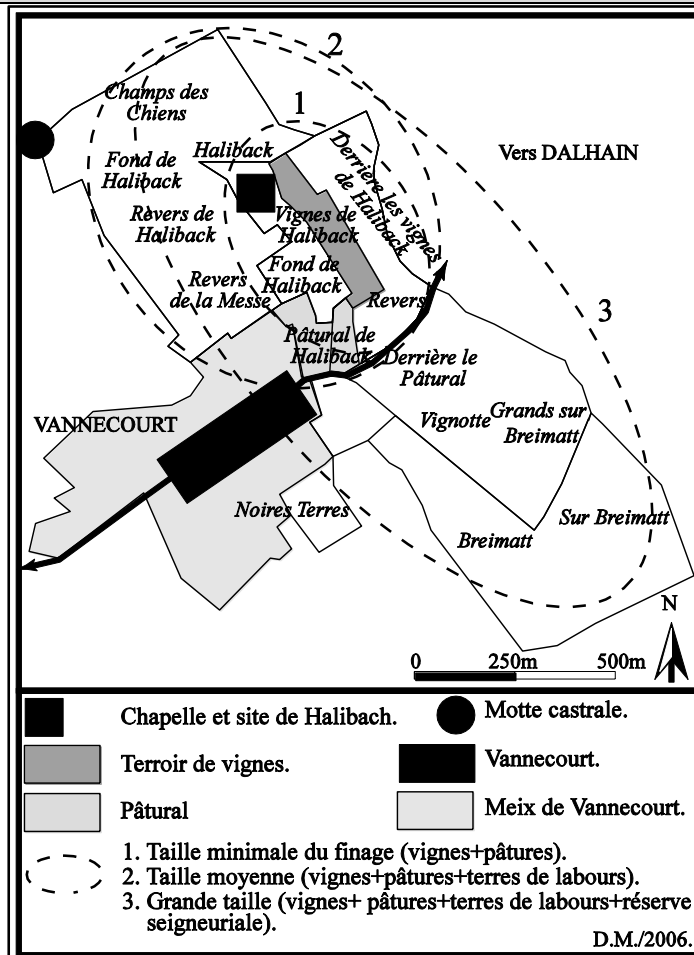 2
1
Champs des
Chiens
Vers DALHAIN
Haliback
Derrière les vignes
de Haliback
Fond de
Haliback
Revers de
Haliback
Vignes de
Haliback
Fond de
Haliback
Revers
de la Messe
Revers
3
Pâtural de
Haliback
Derrière le
Pâtural
VANNECOURT
Vignotte
Grands sur
Breimatt
Noires Terres
Sur Breimatt
Breimatt
N
0 250m 500m
Chapelle et site de Halibach.
Motte castrale.
Terroir de vignes.
Vannecourt.
Pâtural
Meix de Vannecourt.
1. Taille minimale du finage (vignes+pâtures).
2. Taille moyenne (vignes+pâtures+terres de labours).
3. Grande taille (vignes+ pâtures+terres de labours+réserve
seigneuriale).
D.M./2006.